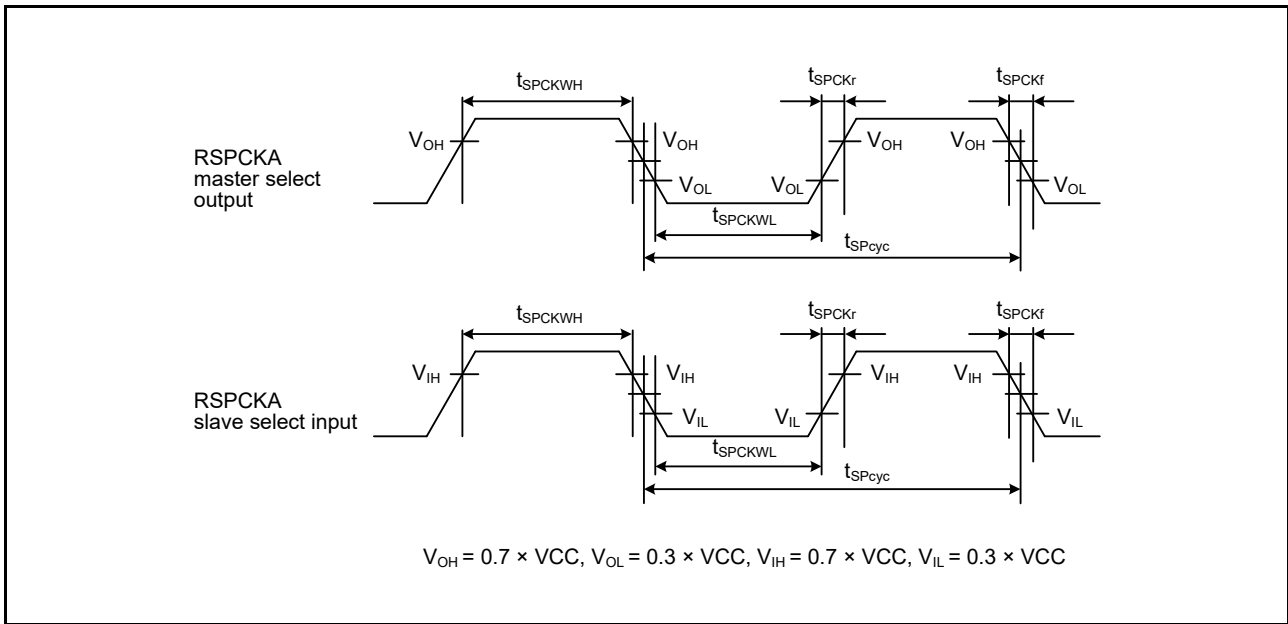 tSPCKWH
tSPCKr
tSPCKf
RSPCKA
master select
output
VOH
VOH
VOL
VOL
VOH
VOH
VOL
tSPCKWL
tSPcyc
tSPCKWH
tSPCKr
tSPCKf
RSPCKA
slave select input
VIH
VIH
VIL
VIL
VIH
VIH
VIL
tSPCKWL
tSPcyc
VOH = 0.7 × VCC, VOL = 0.3 × VCC, VIH = 0.7 × VCC, VIL = 0.3 × VCC